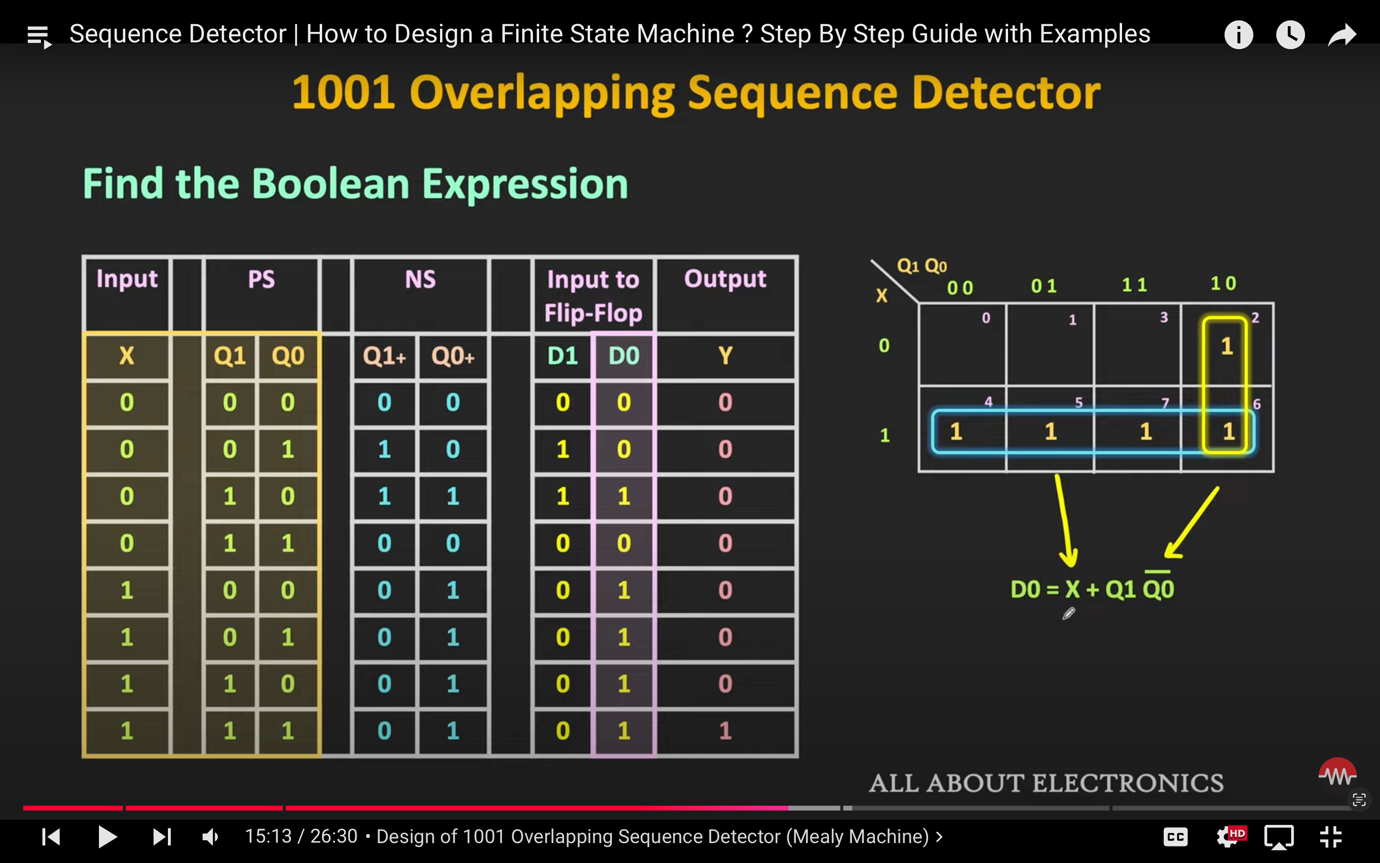 Sequence Detector | How to Design a Finite State Machine ? Step By Step Guide with Examples
1001 Overlapping Sequence Detector
Find the Boolean Expression
Input PS NS Input to Flip-Flop Output
X Q1 Q0 Q1+ Q0+ D1 D0 Y
0 0 0 0 0 0 0 0
0 0 1 1 0 1 0 0
0 1 0 1 1 1 1 0
0 1 1 0 0 0 0 0
1 0 0 0 1 0 1 0
1 0 1 0 1 0 1 0
1 1 0 0 1 0 1 0
1 1 1 0 1 0 1 1
Q1 Q0
X 00 01 11 10
0 1 3 2
0 1
4 5 7 6
1 1 1 1 1
D0 = X + Q1 Q̅0̅
ALL ABOUT ELECTRONICS
15:13 / 26:30 • Design of 1001 Overlapping Sequence Detector (Mealy Machine) >
CC HD